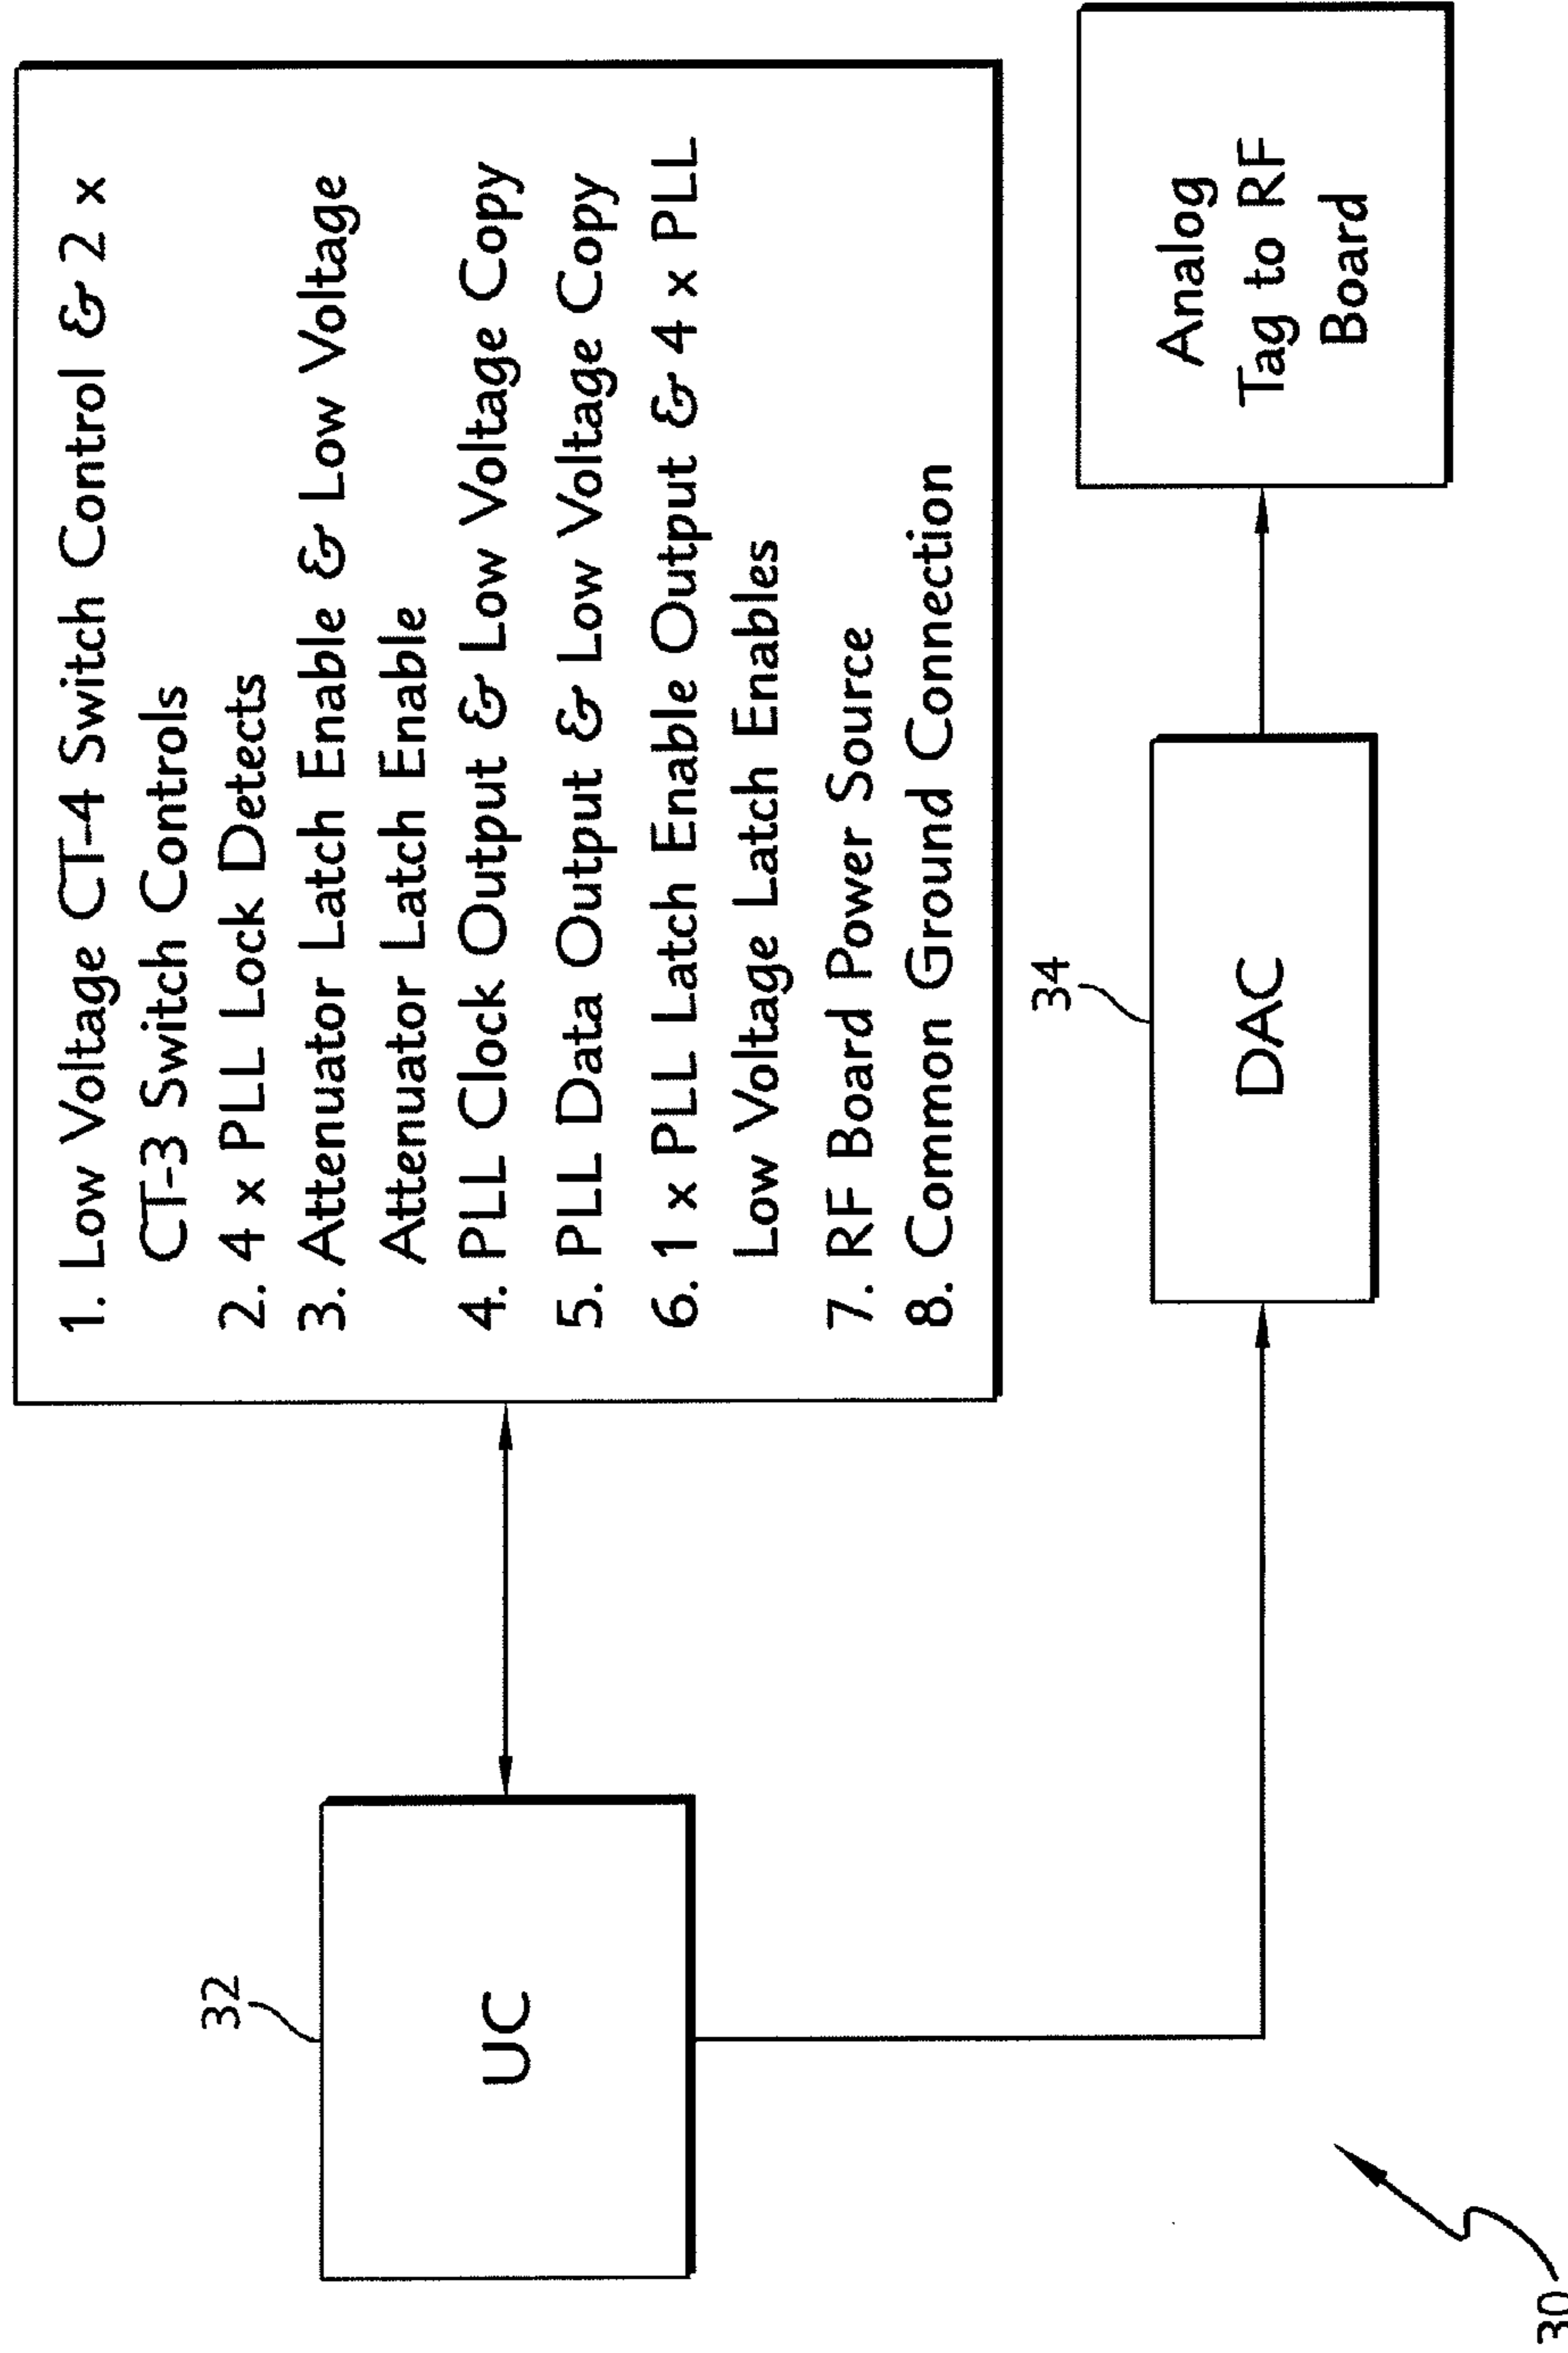 1. Low Voltage CT-4 Switch Control & 2 x
CT-3 Switch Controls
2. 4 x PLL Lock Detects
3. Attenuator Latch Enable & Low Voltage
Attenuator Latch Enable
4. PLL Clock Output & Low Voltage Copy
5. PLL Data Output & Low Voltage Copy
6. 1 x PLL Latch Enable Output & 4 x PLL
Low Voltage Latch Enables
7. RF Board Power Source
8. Common Ground Connection
32
UC
34
DAC
Analog
Tag to RF
Board
30